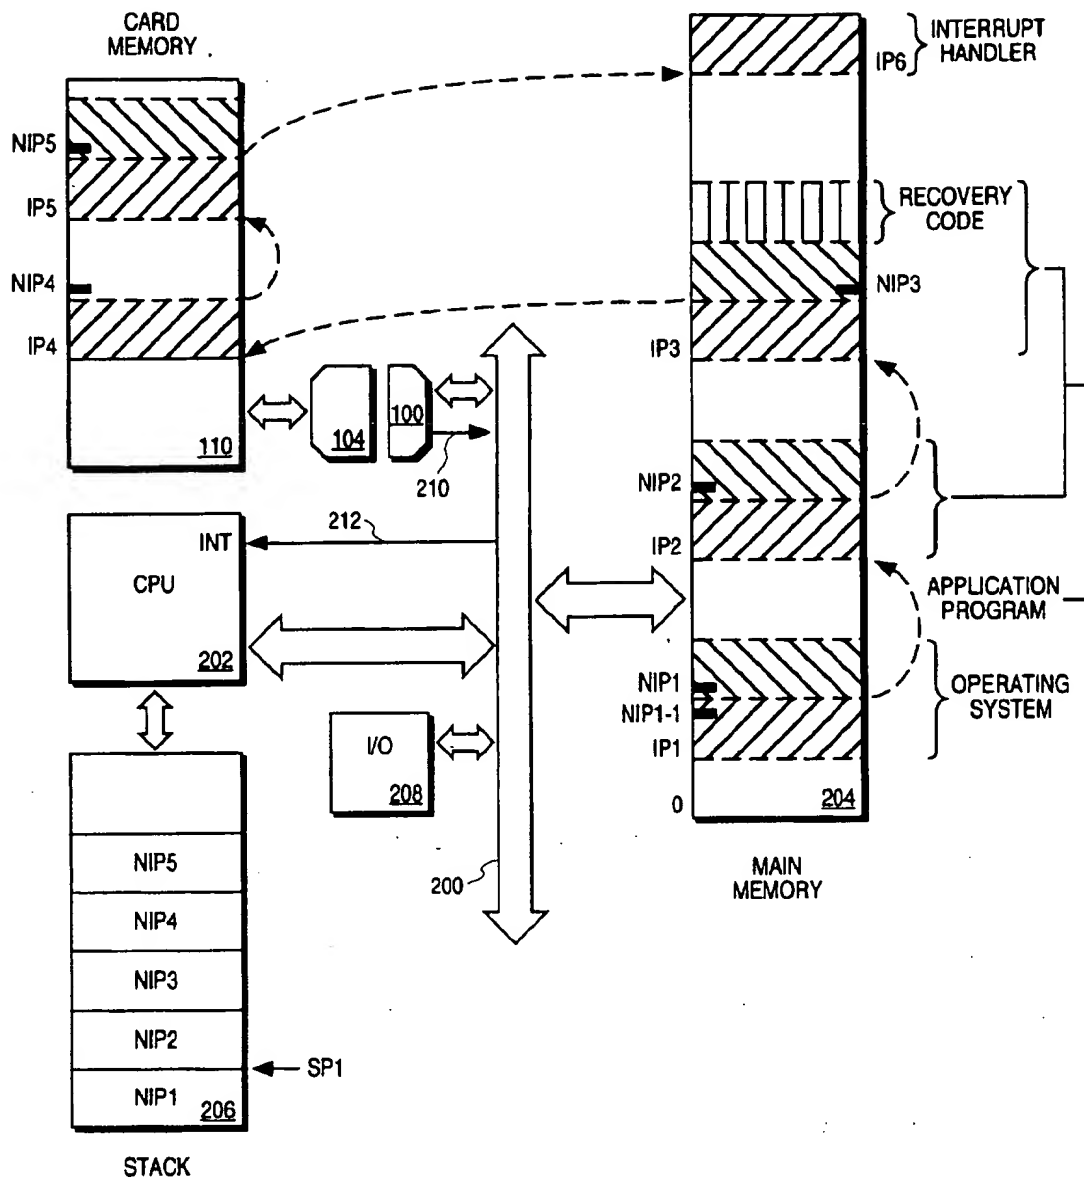 CARD
MEMORY
NIP5
IP5
NIP4
IP4
110
104
100
210
INTERRUPT
HANDLER
IP6
RECOVERY
CODE
NIP3
IP3
NIP2
IP2
APPLICATION
PROGRAM
NIP1
NIP1-1
IP1
OPERATING
SYSTEM
0
204
MAIN
MEMORY
212
INT
CPU
202
I/O
208
200
NIP5
NIP4
NIP3
NIP2
SP1
NIP1
206
STACK